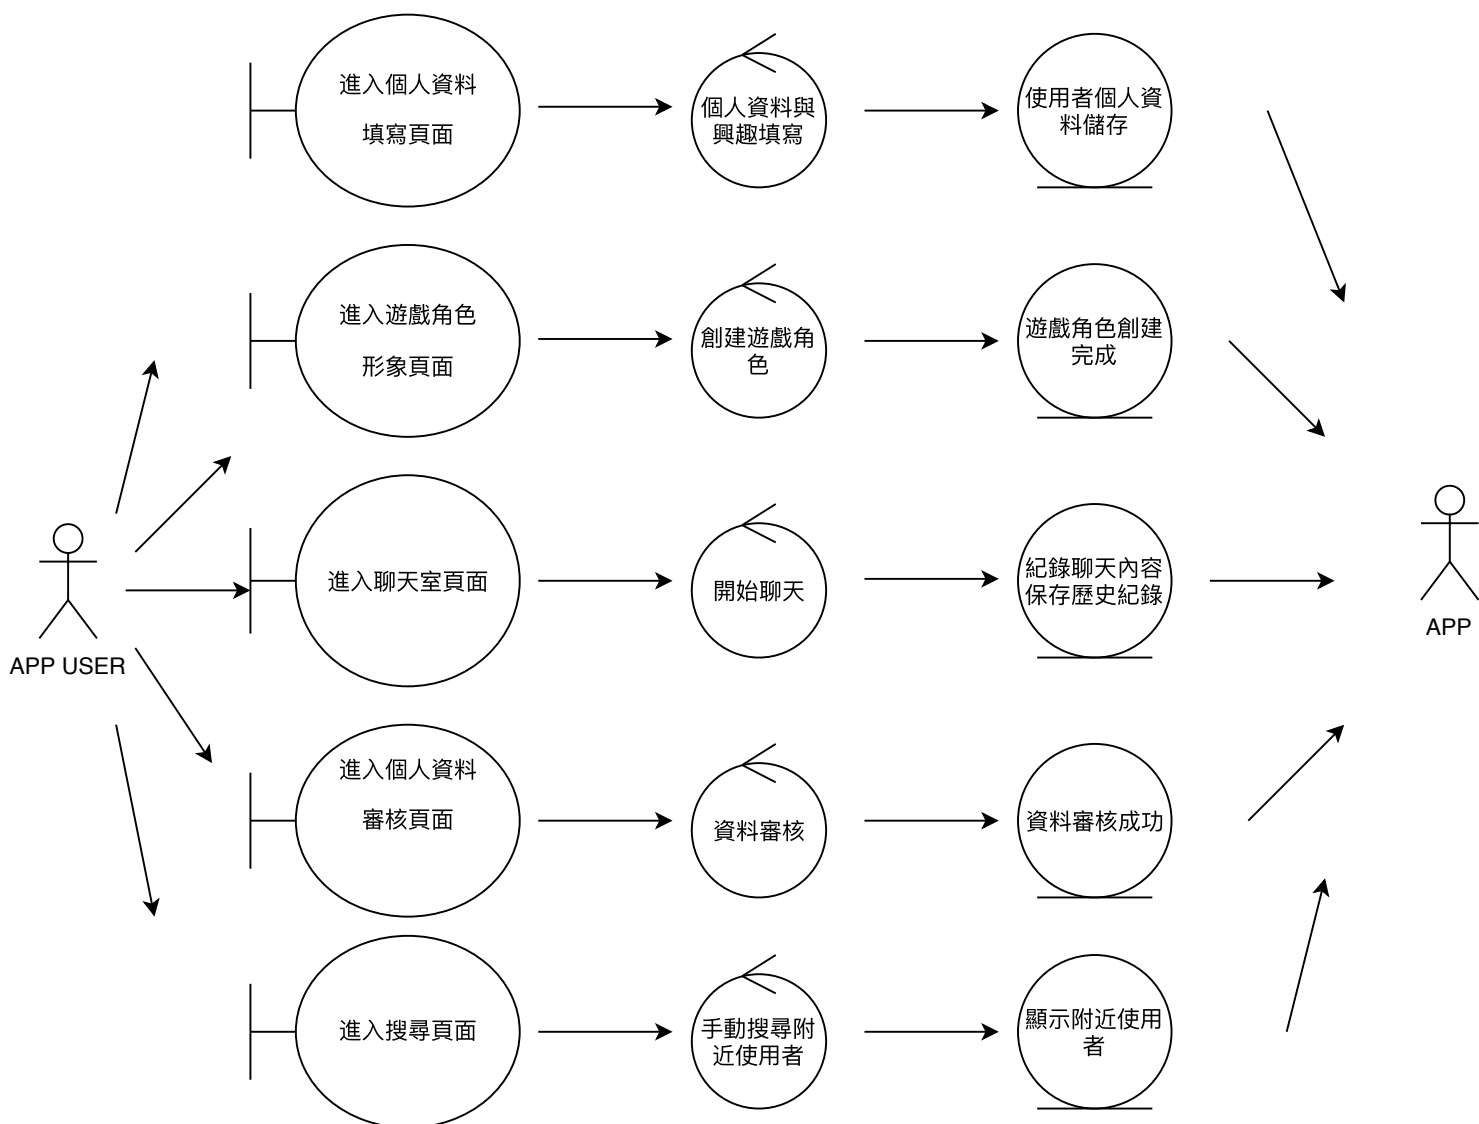 進入個人資料
填寫頁面
個人資料與
興趣填寫
使用者個人資
料儲存
進入遊戲角色
形象頁面
創建遊戲角
色
遊戲角色創建
完成
進入聊天室頁面
開始聊天
紀錄聊天內容
保存歷史紀錄
APP USER
APP
進入個人資料
審核頁面
資料審核
資料審核成功
進入搜尋頁面
手動搜尋附
近使用者
顯示附近使用
者